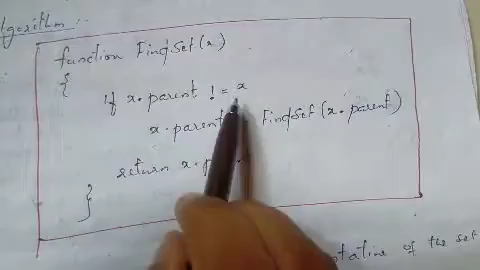 lgorithm:
function FindSet(x)
{
if x.parent != x
x.parent FindSet(x.parent)
return x.p
}
of the set